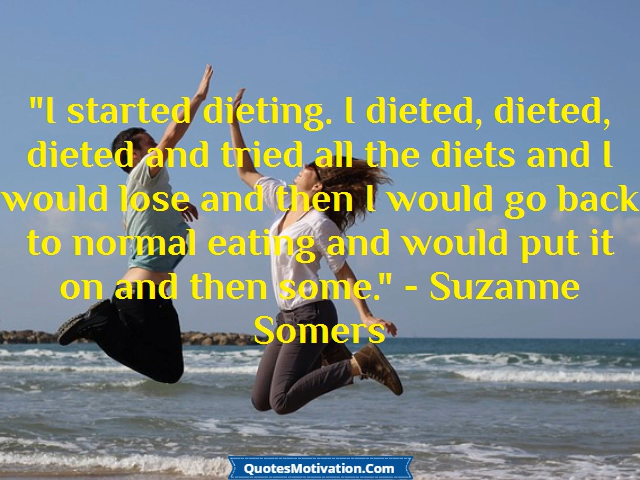 "I started dieting. I dieted, dieted,
dieted and tried all the diets and I
would lose and then I would go back
to normal eating and would put it
on and then some." - Suzanne
Somers
QuotesMotivation.Com